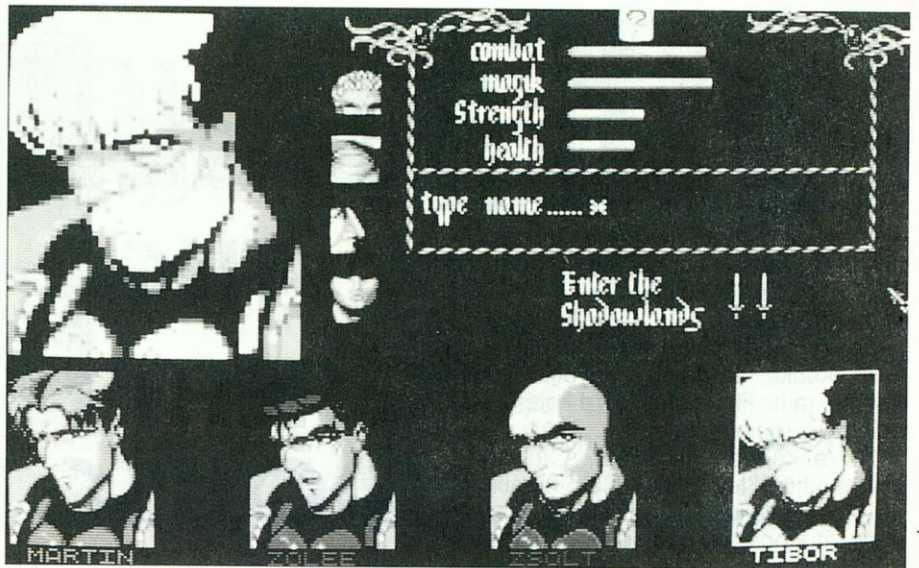 combat
magik
Strength
health
type name...... 
Enter the
Shadowlands
MARTIN
ZOLEE
ZSOLT
TIBOR